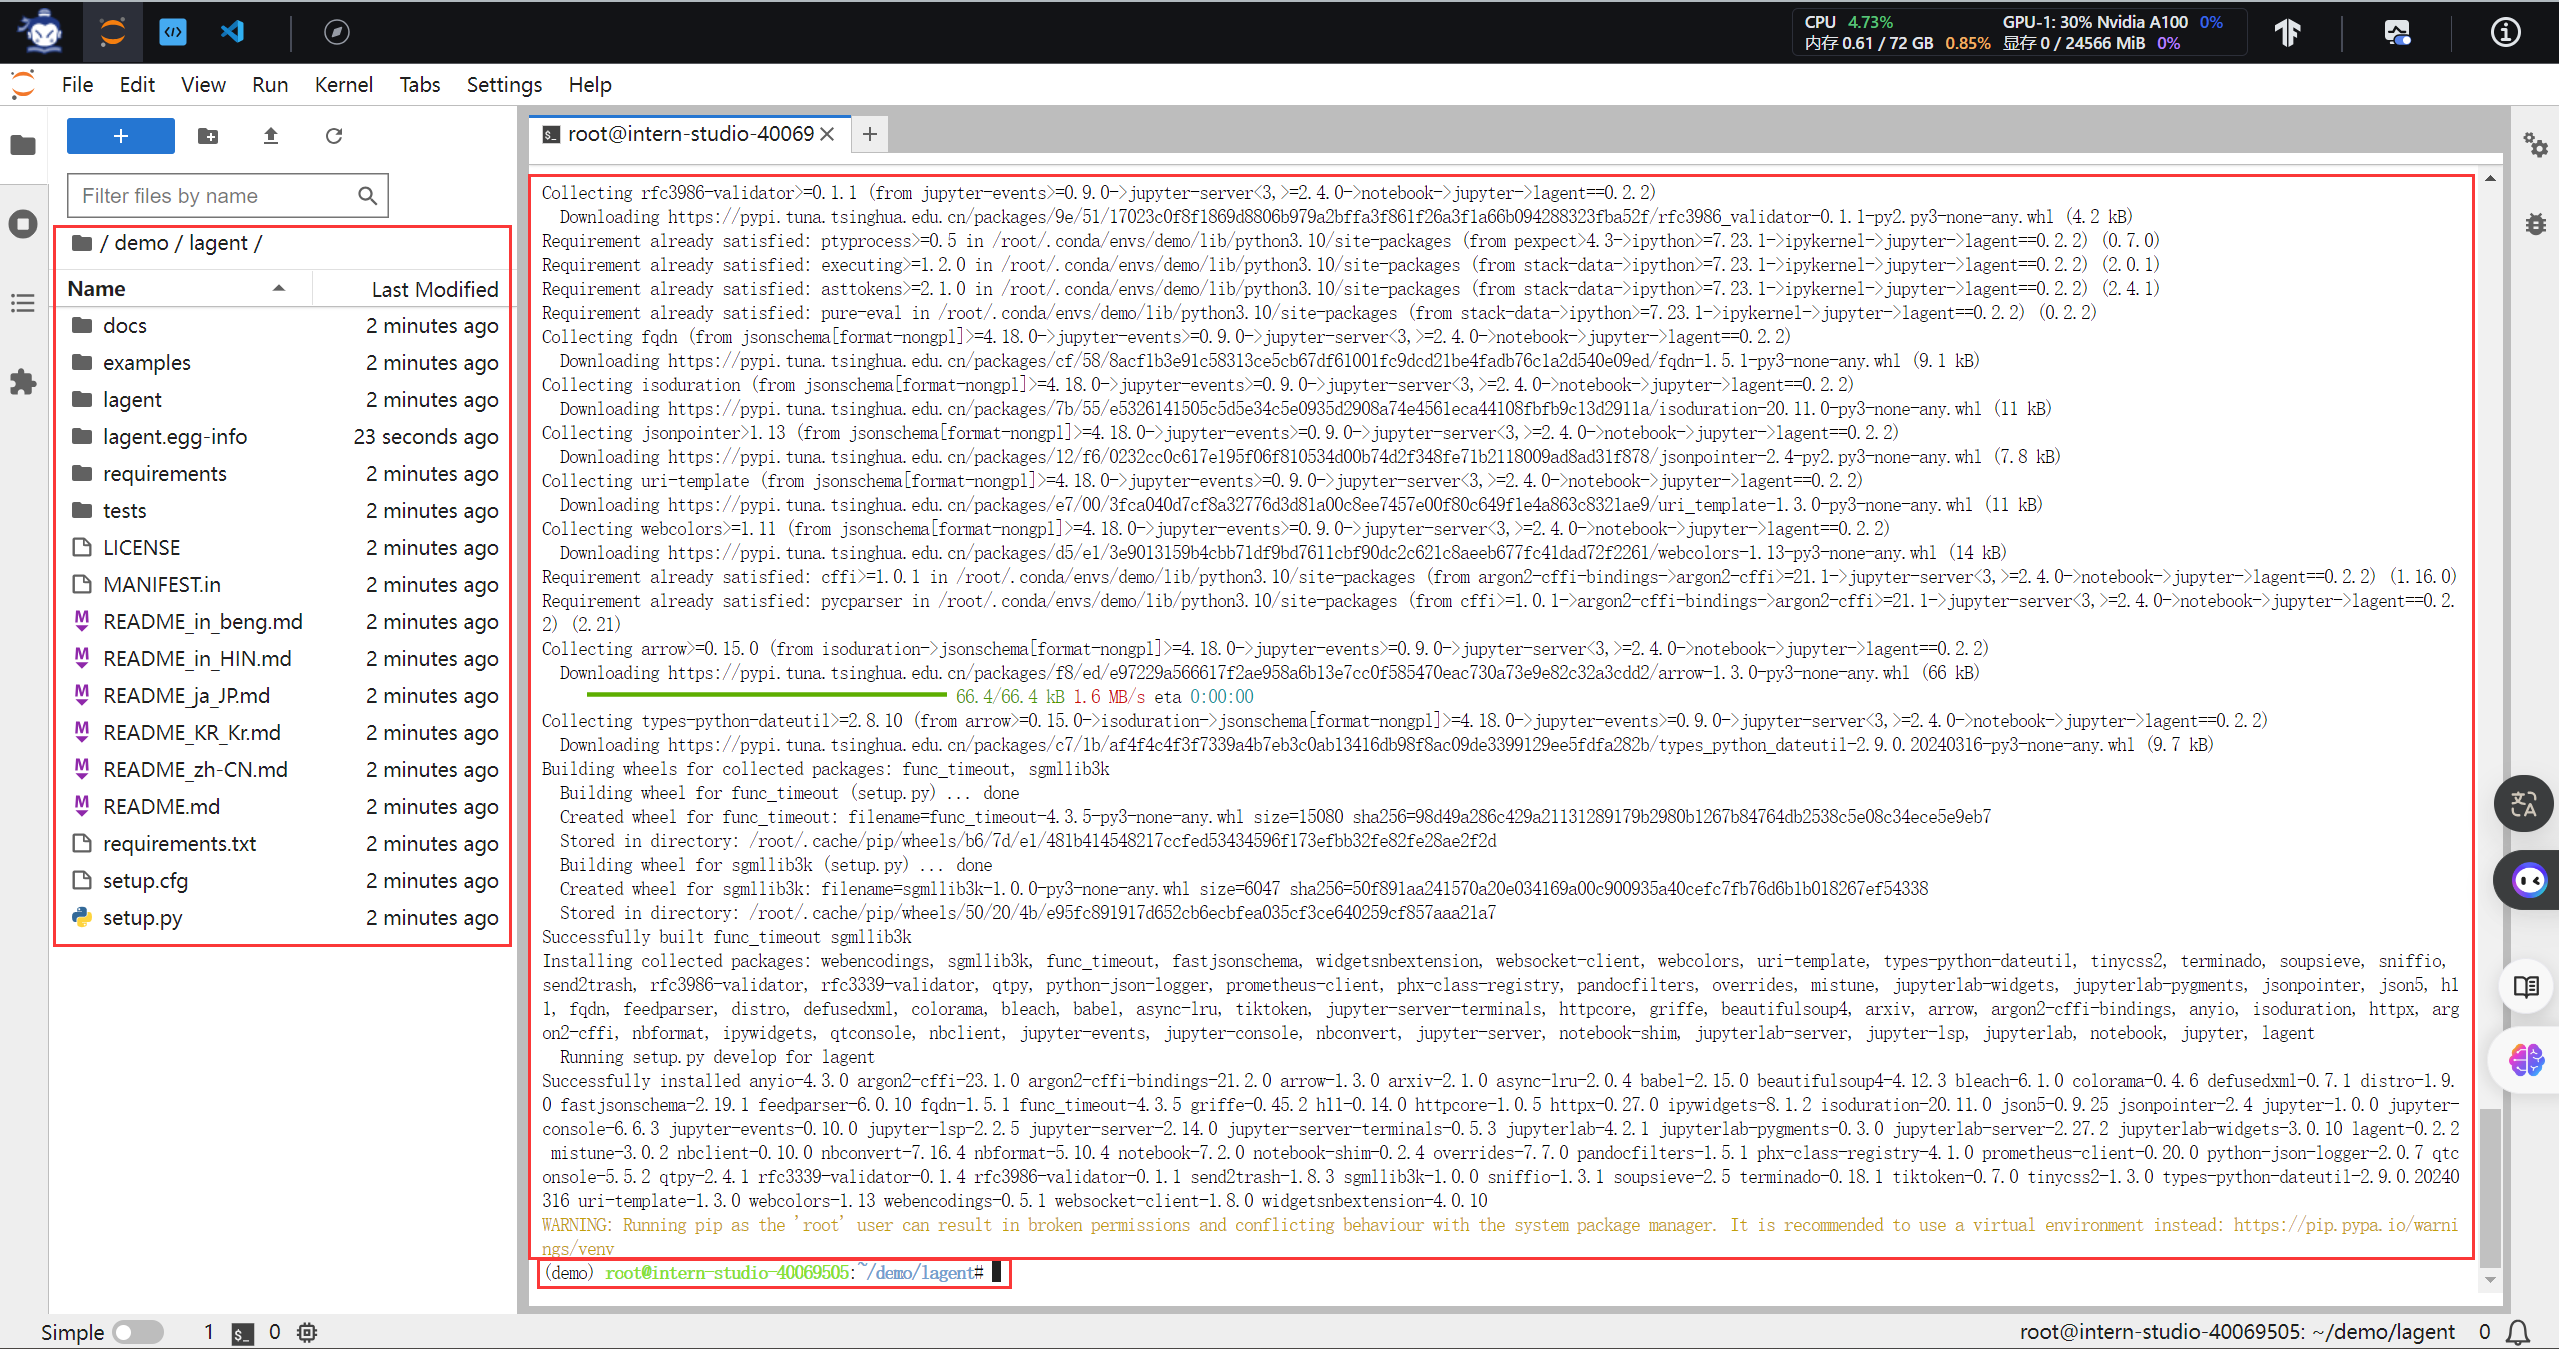 CPU 4.73%
GPU-1: 30% Nvidia A100 0%
内存 0.61 / 72 GB 0.85%
显存 0 / 24566 MiB 0%
File Edit View Run Kernel Tabs Settings Help
root@intern-studio-40069
Filter files by name
/ demo / lagent /
Name Last Modified
docs 2 minutes ago
examples 2 minutes ago
lagent 2 minutes ago
lagent.egg-info 23 seconds ago
requirements 2 minutes ago
tests 2 minutes ago
LICENSE 2 minutes ago
MANIFEST.in 2 minutes ago
README_in_beng.md 2 minutes ago
README_in_HIN.md 2 minutes ago
README_ja_JP.md 2 minutes ago
README_KR_Kr.md 2 minutes ago
README_zh-CN.md 2 minutes ago
README.md 2 minutes ago
requirements.txt 2 minutes ago
setup.cfg 2 minutes ago
setup.py 2 minutes ago
Collecting rfc3986-validator>=0.1.1 (from jupyter-events>=0.9.0->jupyter-server<3,>=2.4.0->notebook->jupyter->lagent==0.2.2)
Downloading https://pypi.tuna.tsinghua.edu.cn/packages/9e/51/17023c0f8f1869d8806b979a2bffa3f861f26a3f1a66b094288323fba52f/rfc3986_validator-0.1.1-py2.py3-none-any.whl (4.2 kB)
Requirement already satisfied: ptyprocess>=0.5 in /root/.conda/envs/demo/lib/python3.10/site-packages (from pexpect>4.3->ipython>=7.23.1->ipykernel->jupyter->lagent==0.2.2) (0.7.0)
Requirement already satisfied: executing>=1.2.0 in /root/.conda/envs/demo/lib/python3.10/site-packages (from stack-data->ipython>=7.23.1->ipykernel->jupyter->lagent==0.2.2) (2.0.1)
Requirement already satisfied: asttokens>=2.1.0 in /root/.conda/envs/demo/lib/python3.10/site-packages (from stack-data->ipython>=7.23.1->ipykernel->jupyter->lagent==0.2.2) (2.4.1)
Requirement already satisfied: pure-eval in /root/.conda/envs/demo/lib/python3.10/site-packages (from stack-data->ipython>=7.23.1->ipykernel->jupyter->lagent==0.2.2) (0.2.2)
Collecting fqdn (from jsonschema[format-nongpl]>=4.18.0->jupyter-events>=0.9.0->jupyter-server<3,>=2.4.0->notebook->jupyter->lagent==0.2.2)
Downloading https://pypi.tuna.tsinghua.edu.cn/packages/cf/58/8acf1b3e91c58313ce5cb67df61001fc9dcd21be4fadb76c1a2d540e09ed/fqdn-1.5.1-py3-none-any.whl (9.1 kB)
Collecting isoduration (from jsonschema[format-nongpl]>=4.18.0->jupyter-events>=0.9.0->jupyter-server<3,>=2.4.0->notebook->jupyter->lagent==0.2.2)
Downloading https://pypi.tuna.tsinghua.edu.cn/packages/7b/55/e5326141505c5d5e34c5e0935d2908a74e4561eca44108fbfb9c13d2911a/isoduration-20.11.0-py3-none-any.whl (11 kB)
Collecting jsonpointer>1.13 (from jsonschema[format-nongpl]>=4.18.0->jupyter-events>=0.9.0->jupyter-server<3,>=2.4.0->notebook->jupyter->lagent==0.2.2)
Downloading https://pypi.tuna.tsinghua.edu.cn/packages/12/f6/0232cc0c617e195f06f810534d00b74d2f348fe71b2118009ad8ad31f878/jsonpointer-2.4-py2.py3-none-any.whl (7.8 kB)
Collecting uri-template (from jsonschema[format-nongpl]>=4.18.0->jupyter-events>=0.9.0->jupyter-server<3,>=2.4.0->notebook->jupyter->lagent==0.2.2)
Downloading https://pypi.tuna.tsinghua.edu.cn/packages/e7/00/3fca040d7cf8a32776d3d81a00c8ee7457e00f80c649f1e4a863c8321ae9/uri_template-1.3.0-py3-none-any.whl (11 kB)
Collecting webcolors>=1.11 (from jsonschema[format-nongpl]>=4.18.0->jupyter-events>=0.9.0->jupyter-server<3,>=2.4.0->notebook->jupyter->lagent==0.2.2)
Downloading https://pypi.tuna.tsinghua.edu.cn/packages/d5/e1/3e9013159b4cbb71df9bd7611cbf90dc2c621c8aeeb677fc41dad72f2261/webcolors-1.13-py3-none-any.whl (14 kB)
Requirement already satisfied: cffi>=1.0.1 in /root/.conda/envs/demo/lib/python3.10/site-packages (from argon2-cffi-bindings->argon2-cffi>=21.1->jupyter-server<3,>=2.4.0->notebook->jupyter->lagent==0.2.2) (1.16.0)
Requirement already satisfied: pycparser in /root/.conda/envs/demo/lib/python3.10/site-packages (from cffi>=1.0.1->argon2-cffi-bindings->argon2-cffi>=21.1->jupyter-server<3,>=2.4.0->notebook->jupyter->lagent==0.2.
2) (2.21)
Collecting arrow>=0.15.0 (from isoduration->jsonschema[format-nongpl]>=4.18.0->jupyter-events>=0.9.0->jupyter-server<3,>=2.4.0->notebook->jupyter->lagent==0.2.2)
Downloading https://pypi.tuna.tsinghua.edu.cn/packages/f8/ed/e97229a566617f2ae958a6b13e7cc0f585470eac730a73e9e82c32a3cdd2/arrow-1.3.0-py3-none-any.whl (66 kB)
66.4/66.4 kB 1.6 MB/s eta 0:00:00
Collecting types-python-dateutil>=2.8.10 (from arrow>=0.15.0->isoduration->jsonschema[format-nongpl]>=4.18.0->jupyter-events>=0.9.0->jupyter-server<3,>=2.4.0->notebook->jupyter->lagent==0.2.2)
Downloading https://pypi.tuna.tsinghua.edu.cn/packages/c7/1b/af4f4c4f3f7339a4b7eb3c0ab13416db98f8ac09de3399129ee5fdfa282b/types_python_dateutil-2.9.0.20240316-py3-none-any.whl (9.7 kB)
Building wheels for collected packages: func_timeout, sgmllib3k
Building wheel for func_timeout (setup.py) ... done
Created wheel for func_timeout: filename=func_timeout-4.3.5-py3-none-any.whl size=15080 sha256=98d49a286c429a21131289179b2980b1267b84764db2538c5e08c34ece5e9eb7
Stored in directory: /root/.cache/pip/wheels/b6/7d/e1/481b414548217ccfed53434596f173efbb32fe82fe28ae2f2d
Building wheel for sgmllib3k (setup.py) ... done
Created wheel for sgmllib3k: filename=sgmllib3k-1.0.0-py3-none-any.whl size=6047 sha256=50f891aa241570a20e034169a00c900935a40cefc7fb76d6b1b018267ef54338
Stored in directory: /root/.cache/pip/wheels/50/20/4b/e95fc891917d652cb6ecbfea035cf3ce640259cf857aaa21a7
Successfully built func_timeout sgmllib3k
Installing collected packages: webencodings, sgmllib3k, func_timeout, fastjsonschema, widgetsnbextension, websocket-client, webcolors, uri-template, types-python-dateutil, tinycss2, terminado, soupsieve, sniffio,
send2trash, rfc3986-validator, rfc3339-validator, qtpy, python-json-logger, prometheus-client, phx-class-registry, pandocfilters, overrides, mistune, jupyterlab-widgets, jupyterlab-pygments, jsonpointer, json5, h1
1, fqdn, feedparser, distro, defusedxml, colorama, bleach, babel, async-lru, tiktoken, jupyter-server-terminals, httpcore, griffe, beautifulsoup4, arxiv, arrow, argon2-cffi-bindings, anyio, isoduration, httpx, arg
on2-cffi, nbformat, ipywidgets, qtconsole, nbclient, jupyter-events, jupyter-console, nbconvert, jupyter-server, notebook-shim, jupyterlab-server, jupyter-lsp, jupyterlab, notebook, jupyter, lagent
Running setup.py develop for lagent
Successfully installed anyio-4.3.0 argon2-cffi-23.1.0 argon2-cffi-bindings-21.2.0 arrow-1.3.0 arxiv-2.1.0 async-lru-2.0.4 babel-2.15.0 beautifulsoup4-4.12.3 bleach-6.1.0 colorama-0.4.6 defusedxml-0.7.1 distro-1.9.
0 fastjsonschema-2.19.1 feedparser-6.0.10 fqdn-1.5.1 func_timeout-4.3.5 griffe-0.45.2 h11-0.14.0 httpcore-1.0.5 httpx-0.27.0 ipywidgets-8.1.2 isoduration-20.11.0 json5-0.9.25 jsonpointer-2.4 jupyter-1.0.0 jupyter-
console-6.6.3 jupyter-events-0.10.0 jupyter-lsp-2.2.5 jupyter-server-2.14.0 jupyter-server-terminals-0.5.3 jupyterlab-4.2.1 jupyterlab-pygments-0.3.0 jupyterlab-server-2.27.2 jupyterlab-widgets-3.0.10 lagent-0.2.2
mistune-3.0.2 nbclient-0.10.0 nbconvert-7.16.4 nbformat-5.10.4 notebook-7.2.0 notebook-shim-0.2.4 overrides-7.7.0 pandocfilters-1.5.1 phx-class-registry-4.1.0 prometheus-client-0.20.0 python-json-logger-2.0.7 qtc
onsole-5.5.2 qtpy-2.4.1 rfc3339-validator-0.1.4 rfc3986-validator-0.1.1 send2trash-1.8.3 sgmllib3k-1.0.0 sniffio-1.3.1 soupsieve-2.5 terminado-0.18.1 tiktoken-0.7.0 tinycss2-1.3.0 types-python-dateutil-2.9.0.20240
316 uri-template-1.3.0 webcolors-1.13 webencodings-0.5.1 websocket-client-1.8.0 widgetsnbextension-4.0.10
WARNING: Running pip as the 'root' user can result in broken permissions and conflicting behaviour with the system package manager. It is recommended to use a virtual environment instead: https://pip.pypa.io/warni
ngs/venv
(demo) root@intern-studio-40069505:~/demo/lagent#
Simple 1 0
root@intern-studio-40069505: ~/demo/lagent 0